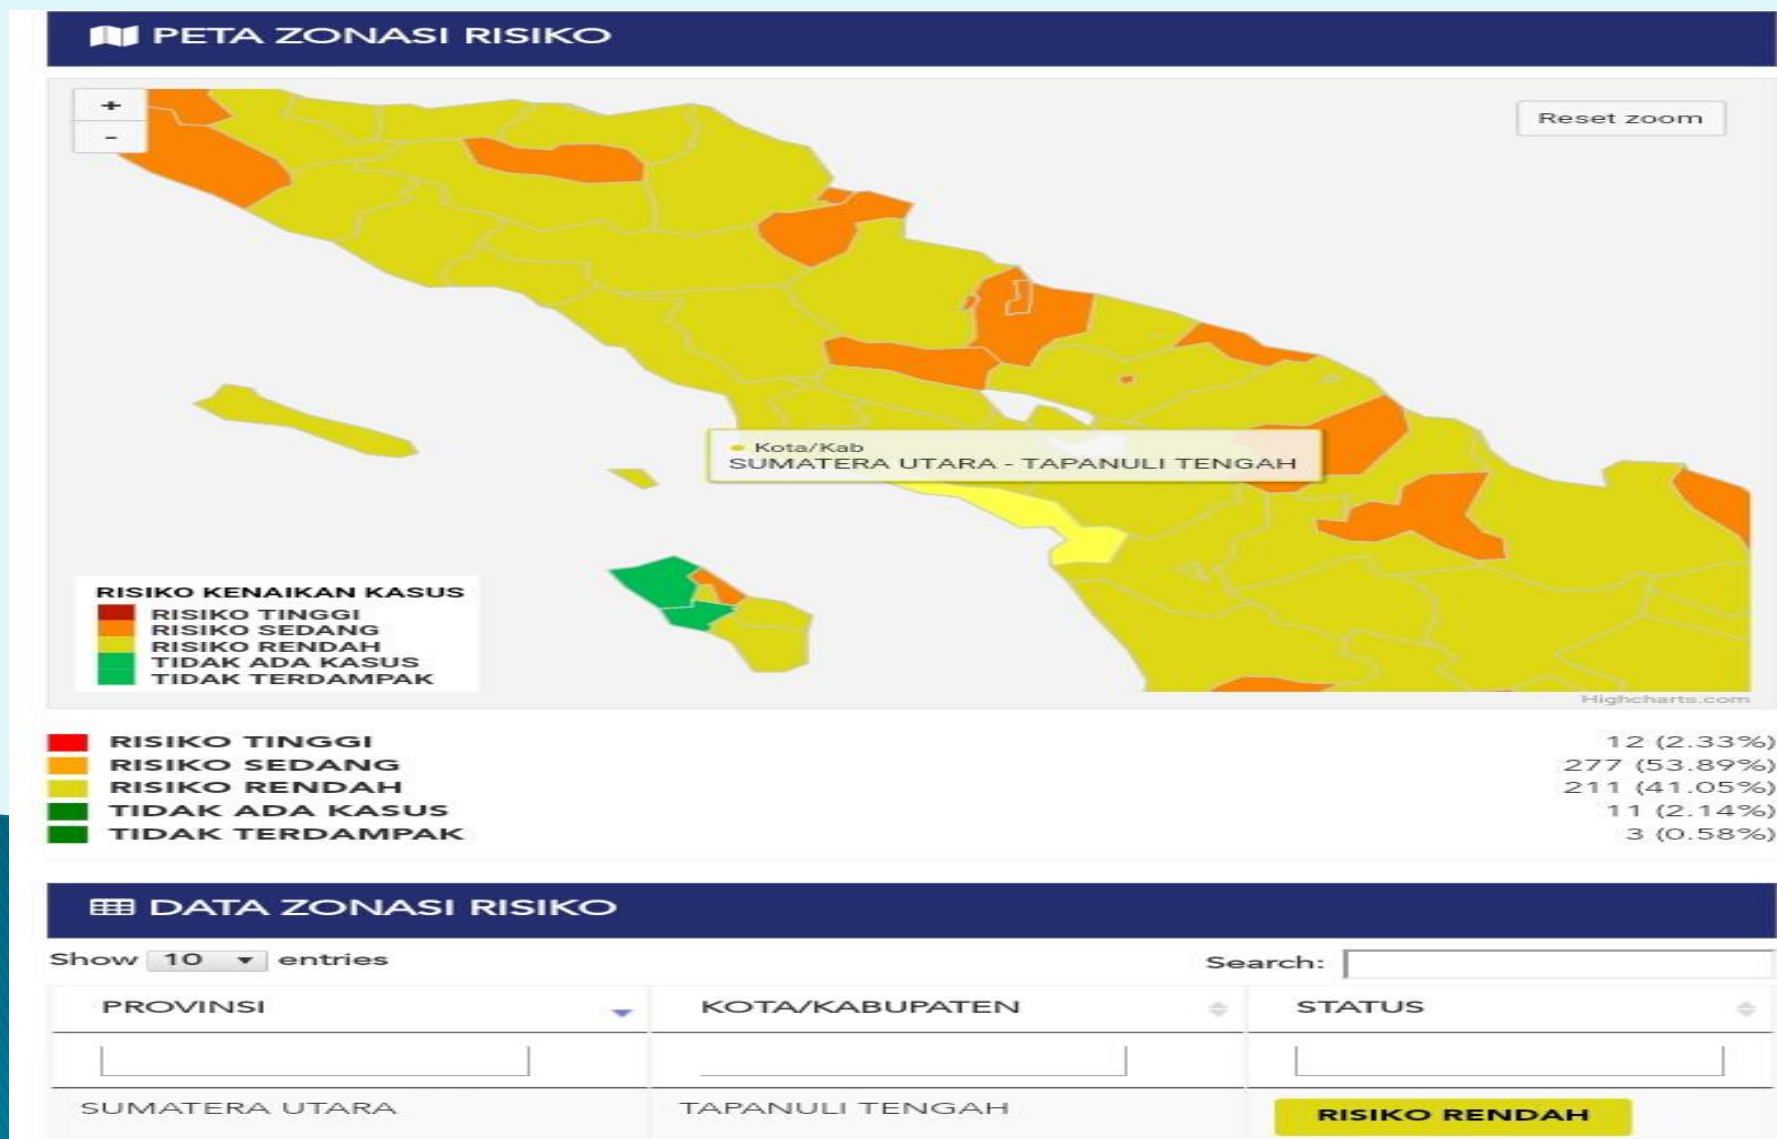 PETA ZONASI RISIKO
+
-
Reset zoom
Kota/Kab
SUMATERA UTARA - TAPANULI TENGAH
RISIKO KENAIKAN KASUS
RISIKO TINGGI
RISIKO SEDANG
RISIKO RENDAH
TIDAK ADA KASUS
TIDAK TERDAMPAK
Highcharts.com
RISIKO TINGGI 12 (2.33%)
RISIKO SEDANG 277 (53.89%)
RISIKO RENDAH 211 (41.05%)
TIDAK ADA KASUS 11 (2.14%)
TIDAK TERDAMPAK 3 (0.58%)
DATA ZONASI RISIKO
Show 10 entries Search:
PROVINSI KOTA/KABUPATEN STATUS
SUMATERA UTARA TAPANULI TENGAH RISIKO RENDAH